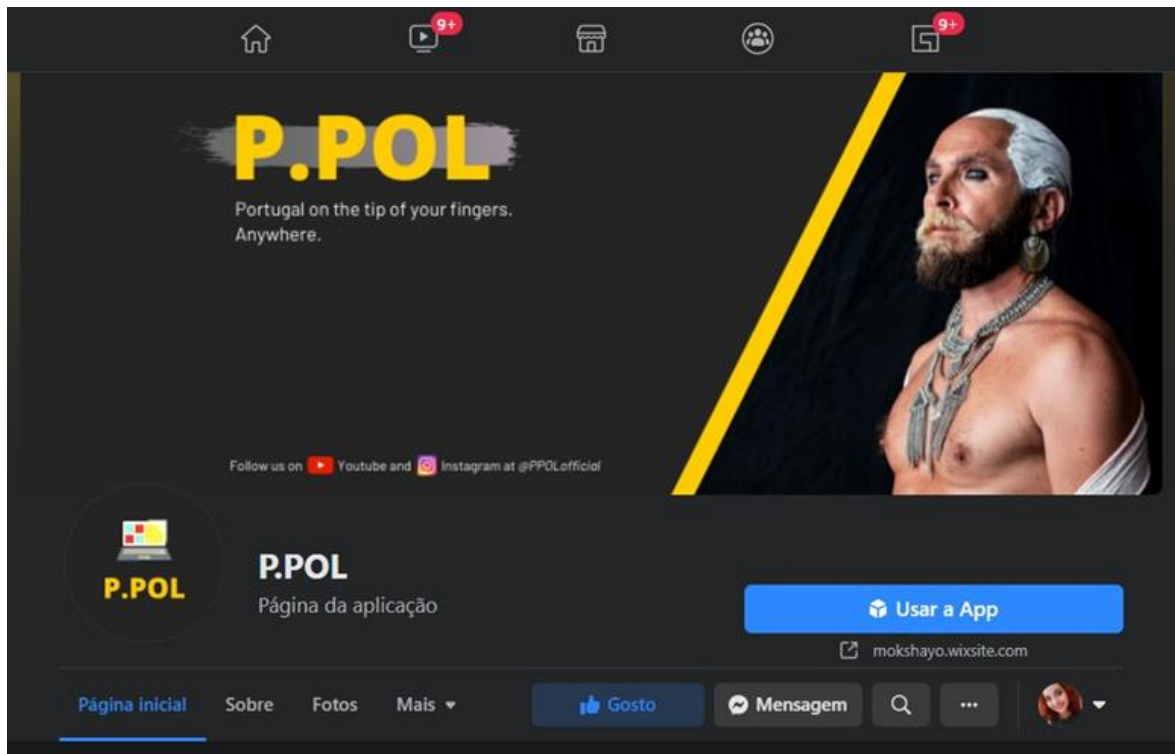 9+
9+
P.POL
Portugal on the tip of your fingers.
Anywhere.
Follow us on Youtube and Instagram at @PPOLofficial
P.POL
P.POL
Página da aplicação
Usar a App
mokshayo.wixsite.com
Página inicial Sobre Fotos Mais Gosto Mensagem